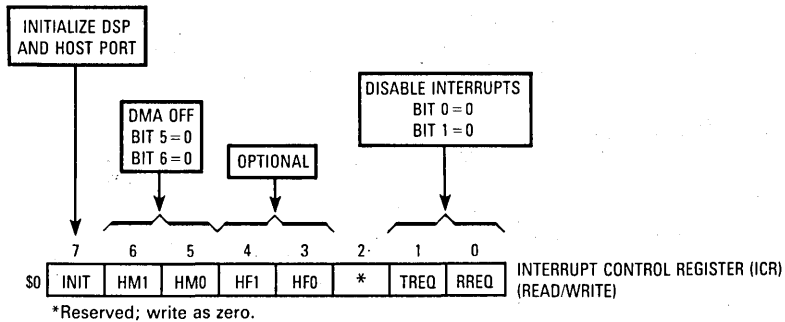 INITIALIZE DSP
AND HOST PORT
DISABLE INTERRUPTS
BIT 0=0
BIT 1=0
DMA OFF
BIT 5=0
BIT 6=0
OPTIONAL
7 6 5 4 3 2 1 0
$0 INIT HM1 HM0 HF1 HF0 * TREQ RREQ INTERRUPT CONTROL REGISTER (ICR)
(READ/WRITE)
*Reserved; write as zero.